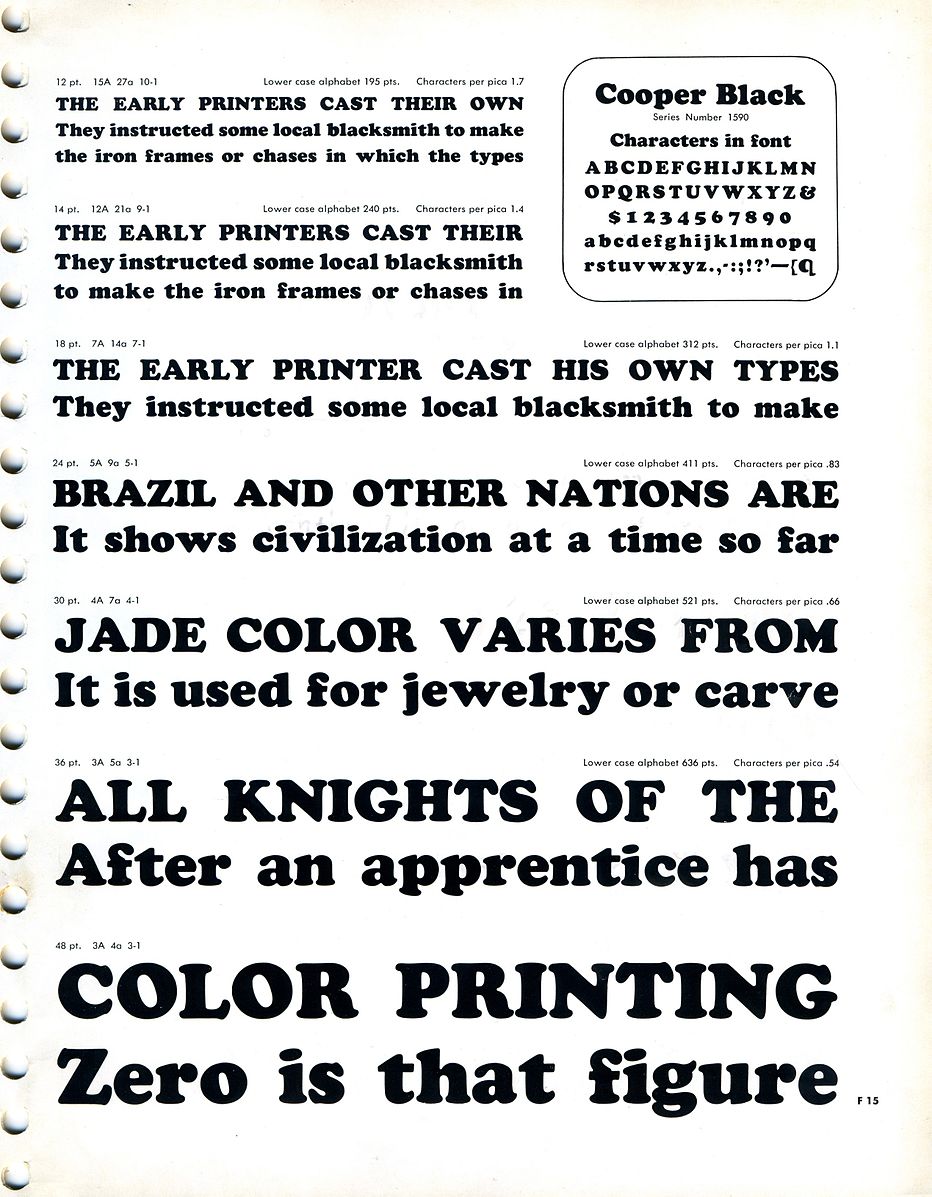 12 pt. 15A 27a 10-1 Lower case alphabet 195 pts. Characters per pica 1.7
THE EARLY PRINTERS CAST THEIR OWN
They instructed some local blacksmith to make
the iron frames or chases in which the types
14 pt. 12A 21a 9-1 Lower case alphabet 240 pts. Characters per pica 1.4
THE EARLY PRINTERS CAST THEIR
They instructed some local blacksmith
to make the iron frames or chases in
Cooper Black
Series Number 1590
Characters in font
ABCDEFGHIJKLMN
OPQRSTUVWXYZ&
$1234567890
abcdefghijklmnopq
rstuvwxyz.,-:;!?’—[¶
18 pt. 7A 14a 7-1 Lower case alphabet 312 pts. Characters per pica 1.1
THE EARLY PRINTER CAST HIS OWN TYPES
They instructed some local blacksmith to make
24 pt. 5A 9a 5-1 Lower case alphabet 411 pts. Characters per pica .83
BRAZIL AND OTHER NATIONS ARE
It shows civilization at a time so far
30 pt. 4A 7a 4-1 Lower case alphabet 521 pts. Characters per pica .66
JADE COLOR VARIES FROM
It is used for jewelry or carve
36 pt. 3A 5a 3-1 Lower case alphabet 636 pts. Characters per pica .54
ALL KNIGHTS OF THE
After an apprentice has
48 pt. 3A 4a 3-1
COLOR PRINTING
Zero is that figure
F 15